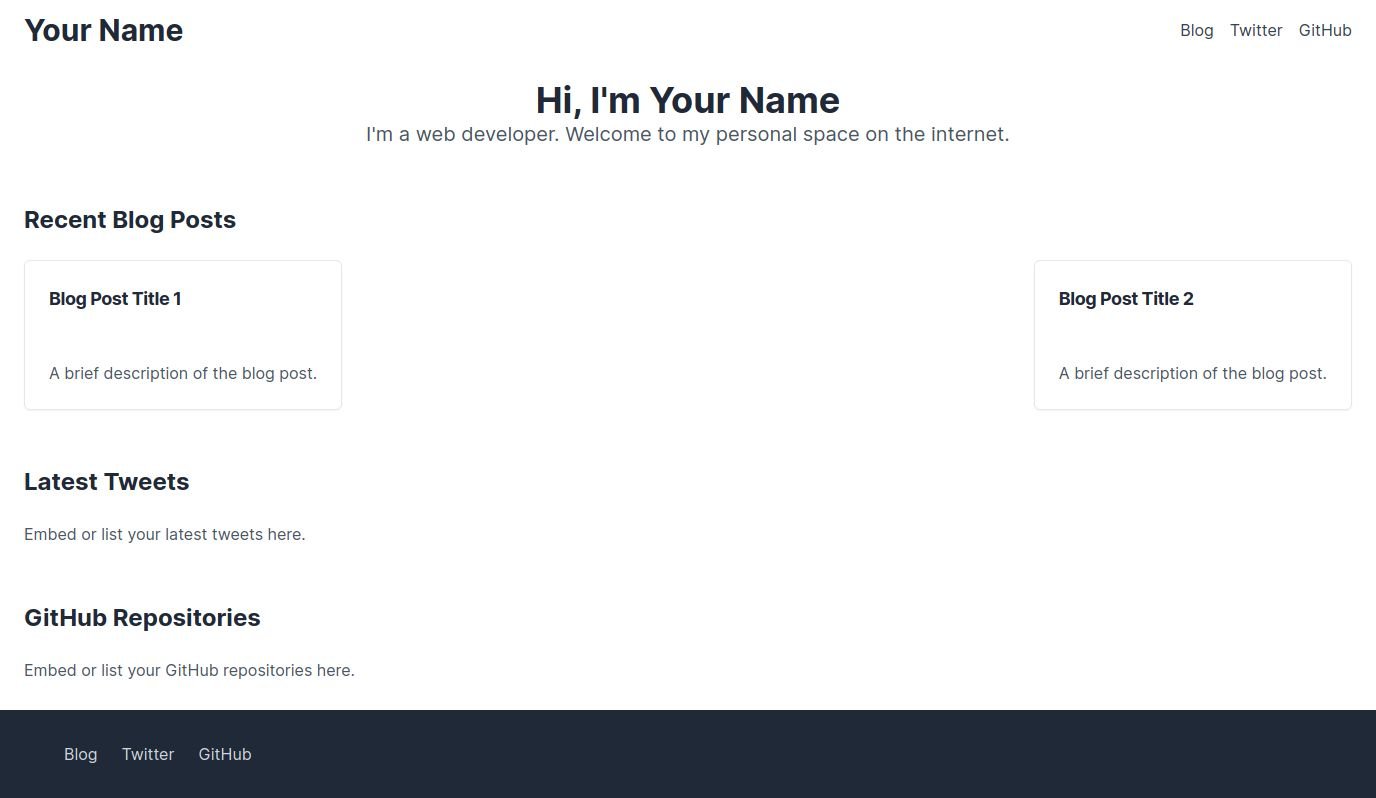 Your Name
Blog Twitter GitHub
Hi, I'm Your Name
I'm a web developer. Welcome to my personal space on the internet.
Recent Blog Posts
Blog Post Title 1
A brief description of the blog post.
Blog Post Title 2
A brief description of the blog post.
Latest Tweets
Embed or list your latest tweets here.
GitHub Repositories
Embed or list your GitHub repositories here.
Blog Twitter GitHub